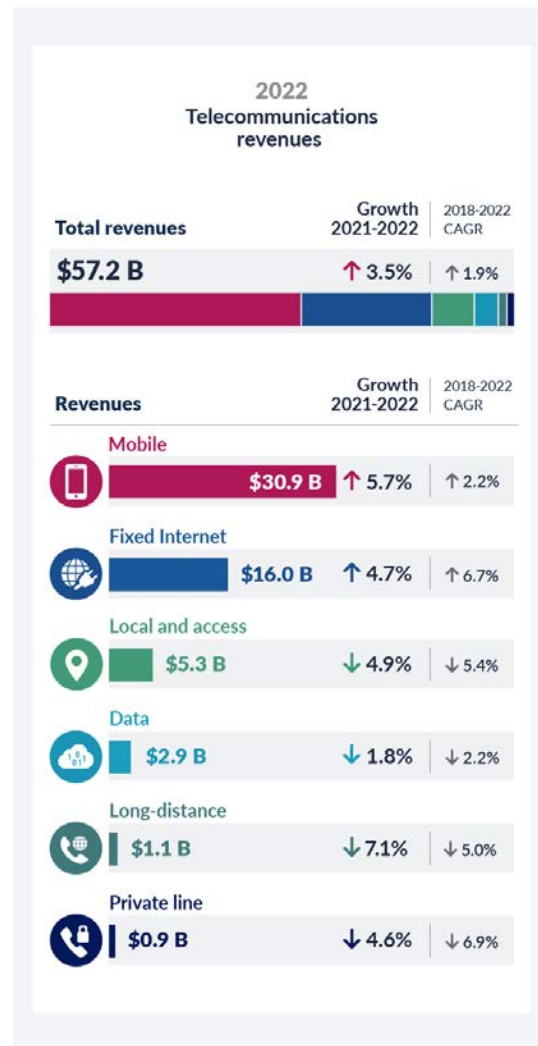 2022
Telecommunications
revenues
Total revenues
Growth
2021-2022
2018-2022
CAGR
$57.2 B ↑ 3.5% ↑ 1.9%
Revenues
Growth
2021-2022
2018-2022
CAGR
Mobile
$30.9 B ↑ 5.7% ↑ 2.2%
Fixed Internet
$16.0 B ↑ 4.7% ↑ 6.7%
Local and access
$5.3 B ↓ 4.9% ↓ 5.4%
Data
$2.9 B ↓ 1.8% ↓ 2.2%
Long-distance
$1.1 B ↓ 7.1% ↓ 5.0%
Private line
$0.9 B ↓ 4.6% ↓ 6.9%